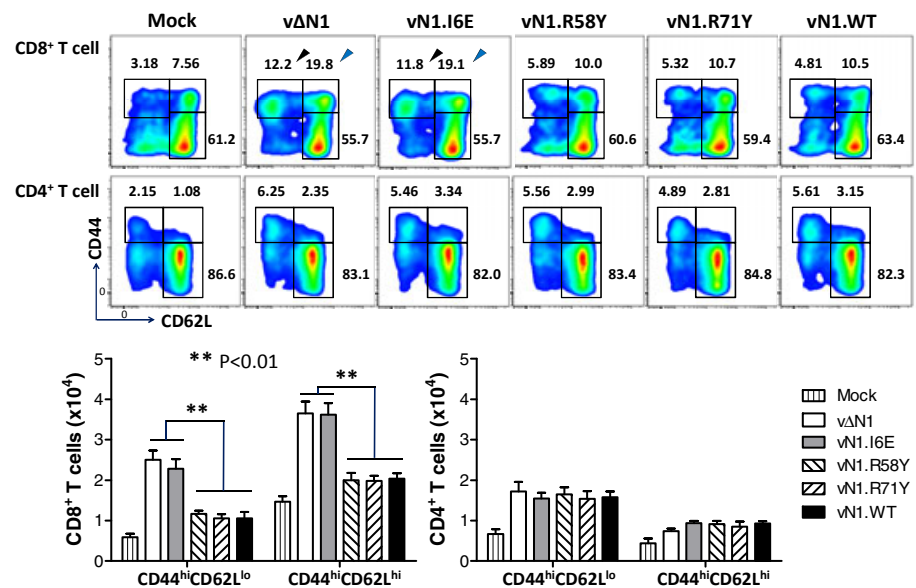 Mock vΔN1 vN1.I6E vN1.R58Y vN1.R71Y vN1.WT
CD8⁺ T cell
3.18 7.56 12.2 19.8 11.8 19.1 5.89 10.0 5.32 10.7 4.81 10.5
61.2 55.7 55.7 60.6 59.4 63.4
CD4⁺ T cell
2.15 1.08 6.25 2.35 5.46 3.34 5.56 2.99 4.89 2.81 5.61 3.15
86.6 83.1 82.0 83.4 84.8 82.3
CD44
0
0
CD62L
** P<0.01
CD8⁺ T cells (x10⁴)
5
4
3
2
1
0
**
**
CD44ʰⁱCD62Lˡᵒ CD44ʰⁱCD62Lʰⁱ
CD4⁺ T cells (x10⁴)
5
4
3
2
1
0
CD44ʰⁱCD62Lˡᵒ CD44ʰⁱCD62Lʰⁱ
Mock
vΔN1
vN1.I6E
vN1.R58Y
vN1.R71Y
vN1.WT